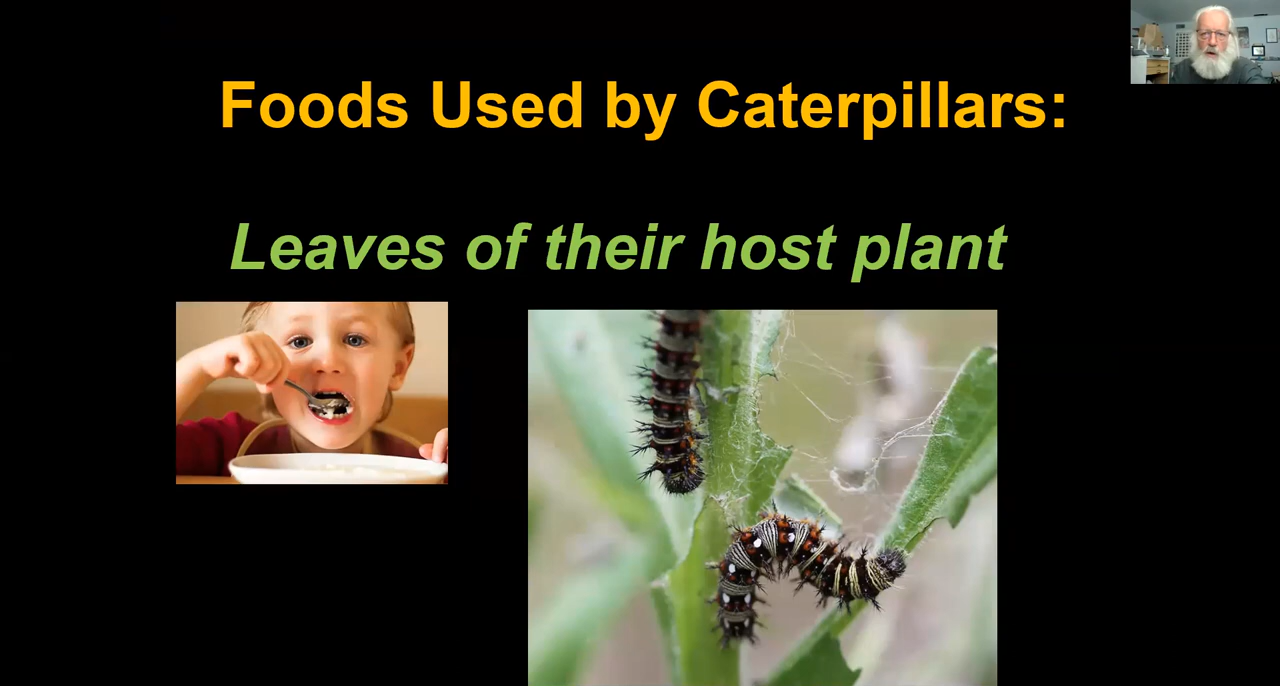 Foods Used by Caterpillars:
Leaves of their host plant